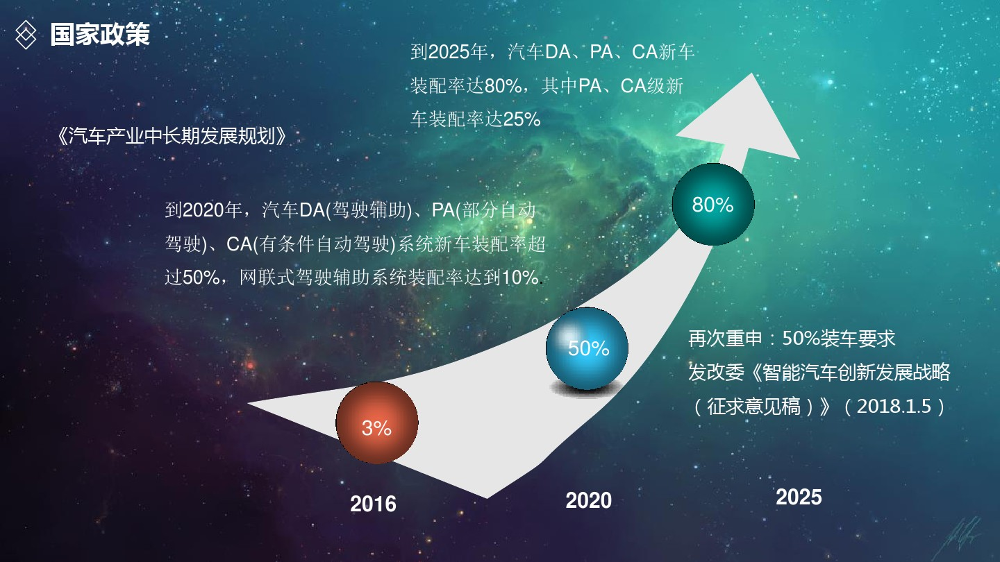 国家政策
到2025年，汽车DA、PA、CA新车
装配率达80%，其中PA、CA级新
车装配率达25%
《汽车产业中长期发展规划》
到2020年，汽车DA(驾驶辅助)、PA(部分自动
驾驶)、CA(有条件自动驾驶)系统新车装配率超
过50%，网联式驾驶辅助系统装配率达到10%.
80%
50%
3%
再次重申：50%装车要求
发改委《智能汽车创新发展战略
（征求意见稿）》（2018.1.5）
2016
2020
2025